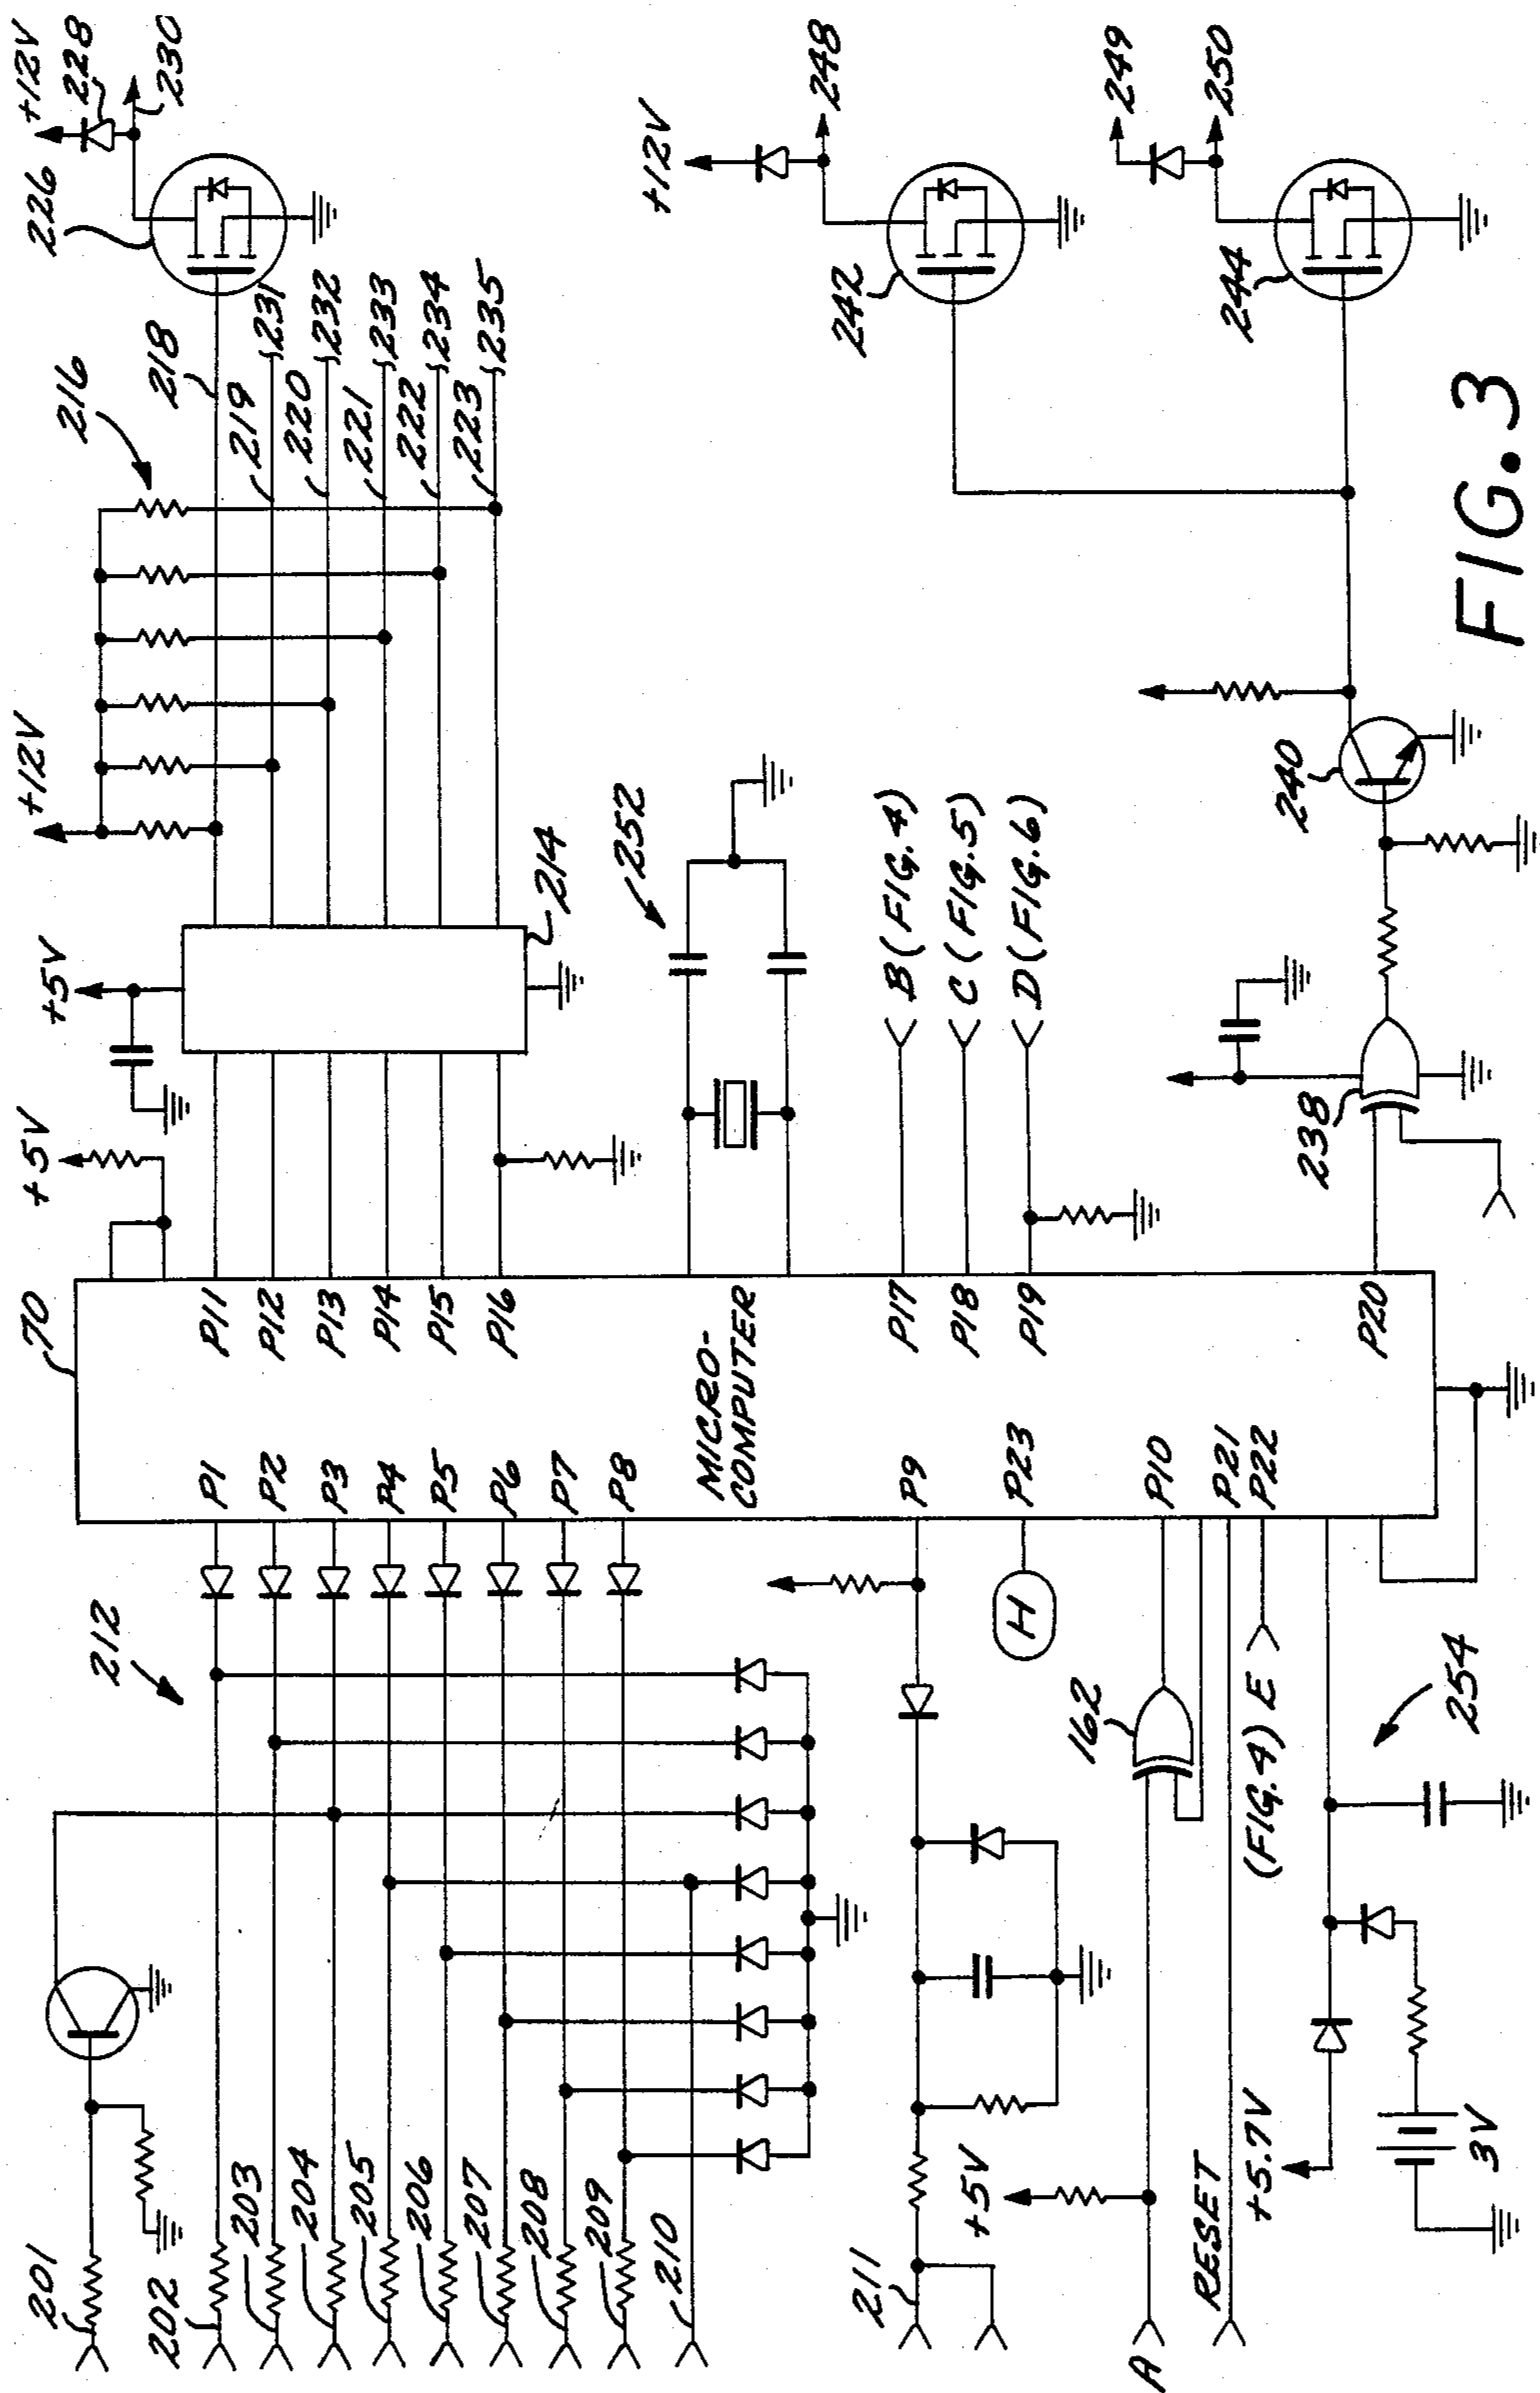 +12V
228
230
226
+12V
216
218
219
231
220
232
221
233
222
234
223
235
+5V
214
+5V
70
P11
P12
P13
P14
P15
P16
P1
P2
P3
P4
P5
P6
P7
P8
MICRO-
COMPUTER
212
201
202
203
204
205
206
207
208
209
210
252
+12V
248
242
249
250
244
B (FIG. 4)
C (FIG. 5)
D (FIG. 6)
P17
P18
P19
P20
238
240
P9
P23
H
P10
P21
P22
162
211
+5V
A
RESET
(FIG. 4) E
+5.7V
3V
254
FIG. 3